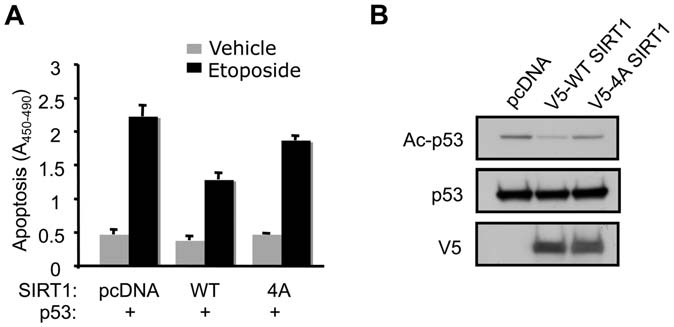 A
Vehicle
Etoposide
Apoptosis (A450-490)
3
2.5
2
1.5
1
0.5
0
SIRT1: pcDNA WT 4A
p53: + + +
B
pcDNA
V5-WT SIRT1
V5-4A SIRT1
Ac-p53
p53
V5